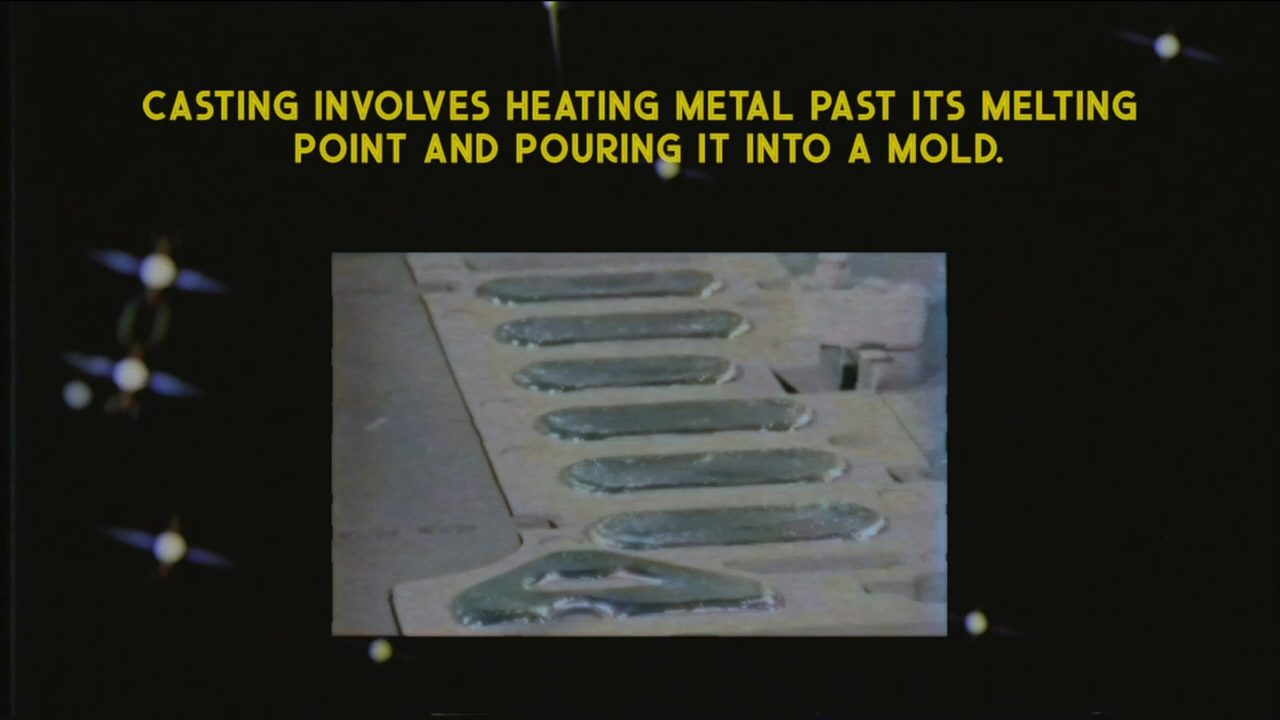 CASTING INVOLVES HEATING METAL PAST ITS MELTING
POINT AND POURING IT INTO A MOLD.